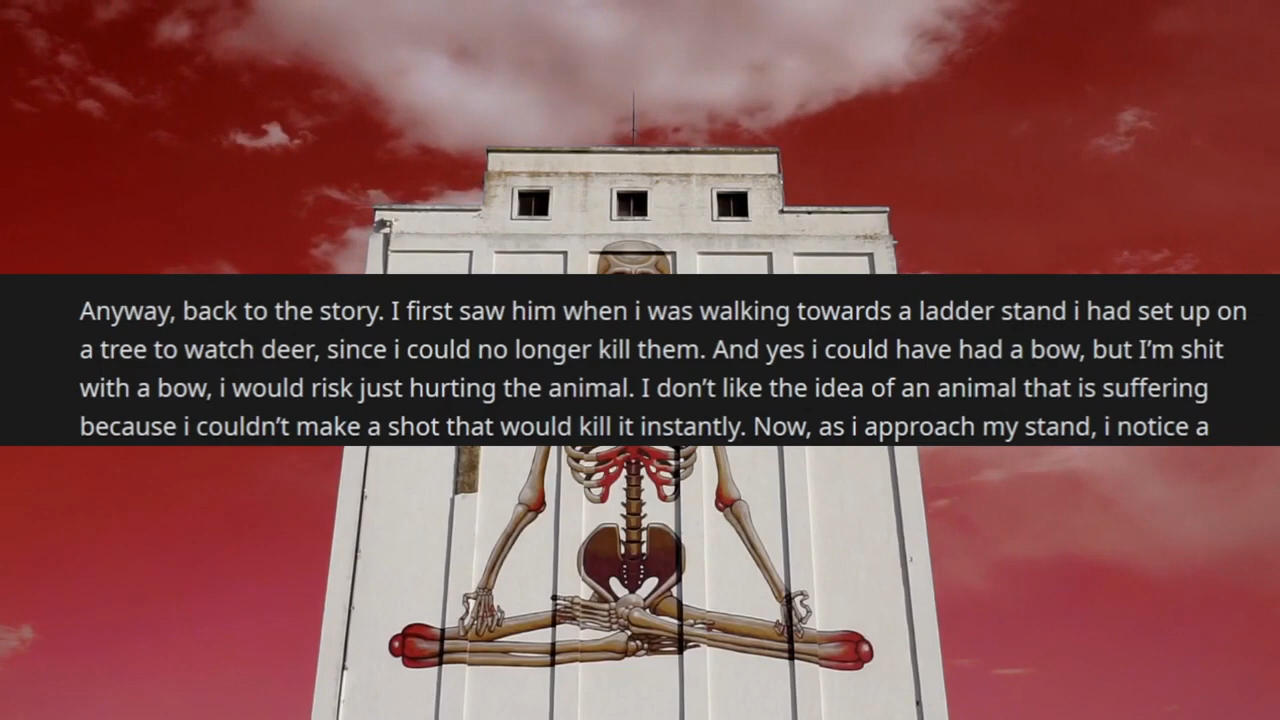 Anyway, back to the story. I first saw him when i was walking towards a ladder stand i had set up on
a tree to watch deer, since i could no longer kill them. And yes i could have had a bow, but I’m shit
with a bow, i would risk just hurting the animal. I don’t like the idea of an animal that is suffering
because i couldn’t make a shot that would kill it instantly. Now, as i approach my stand, i notice a